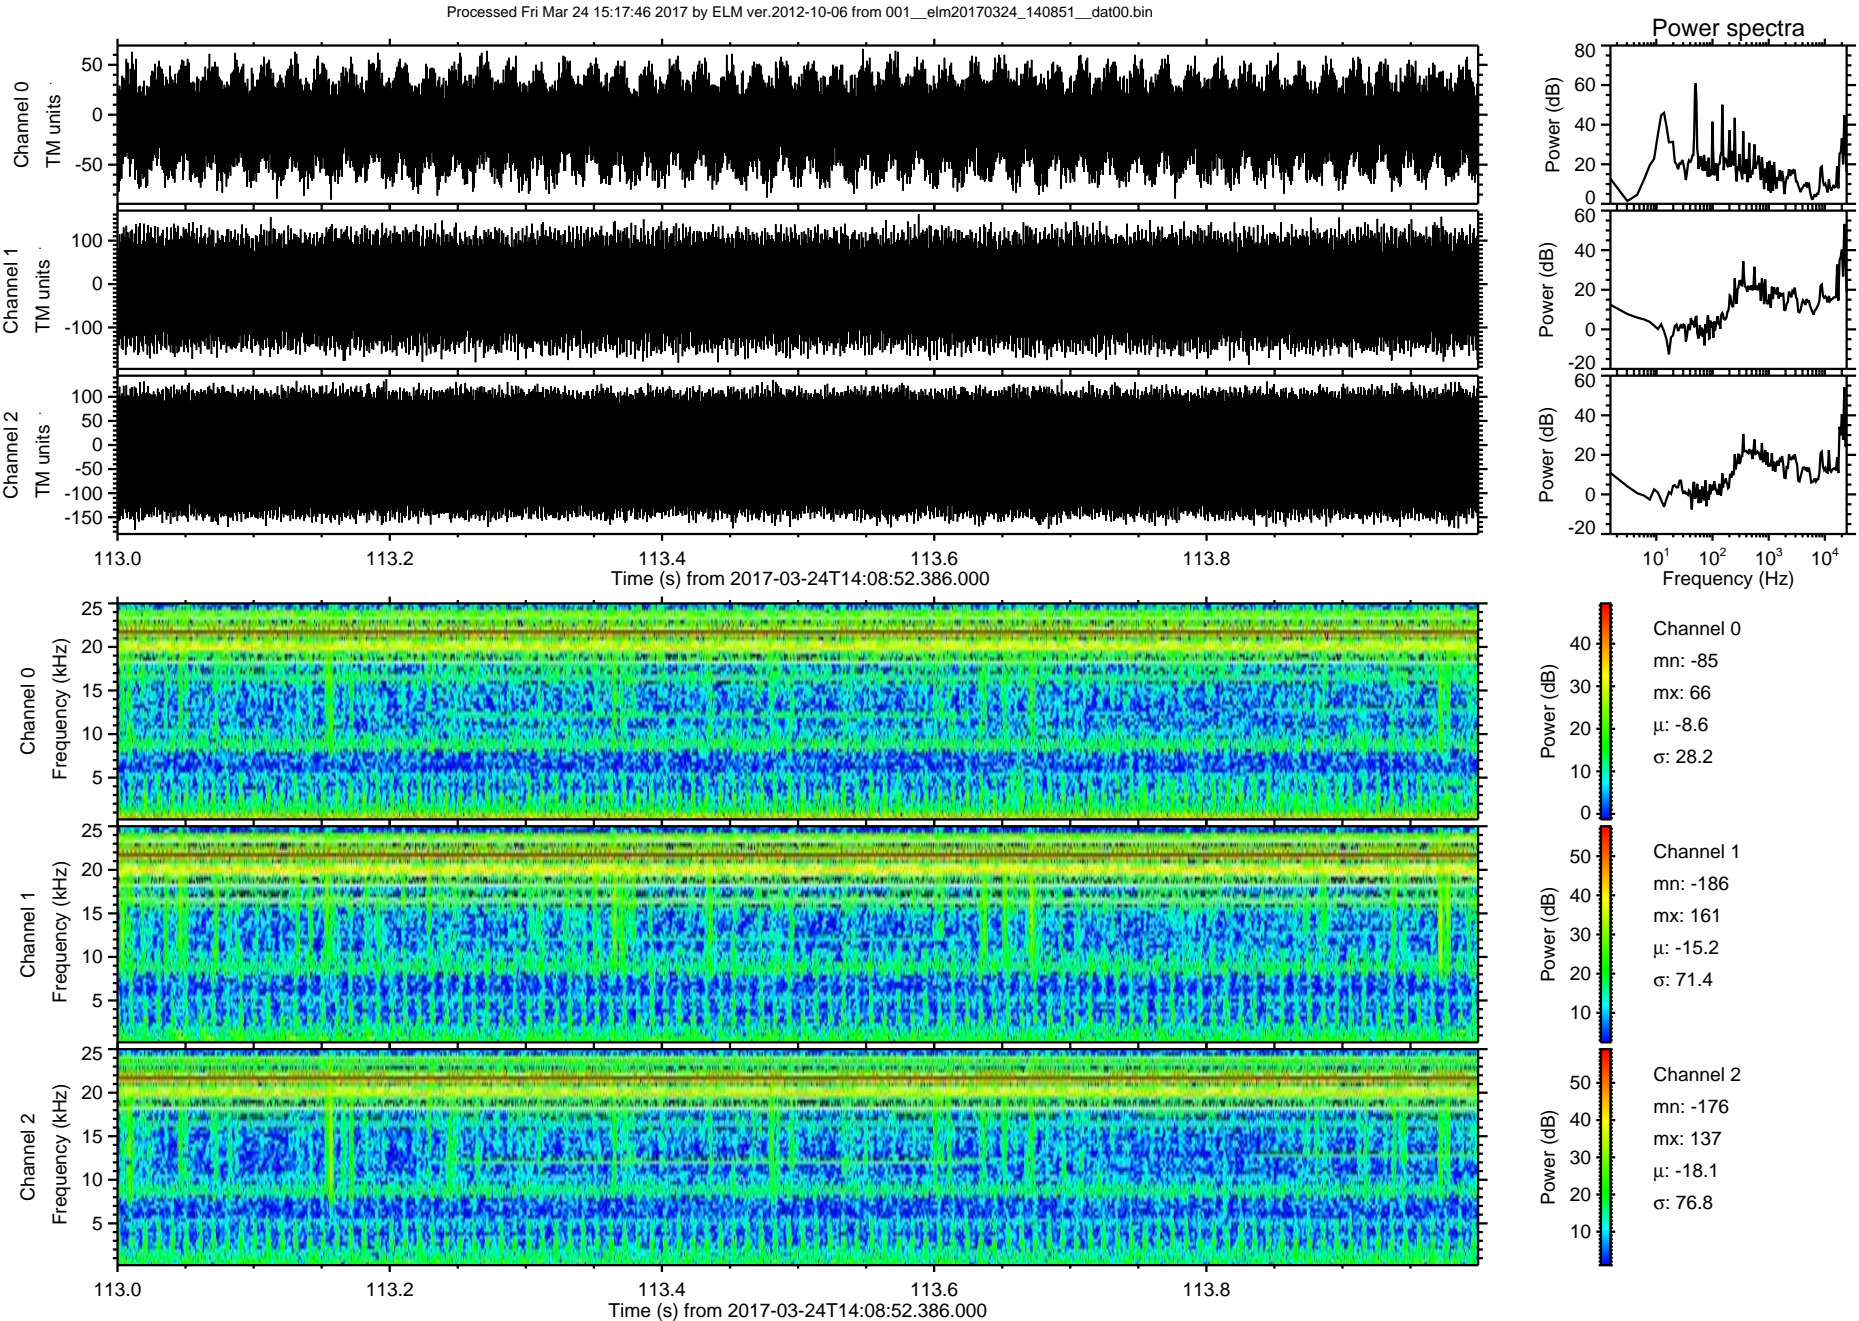 Processed Fri Mar 24 15:17:46 2017 by ELM ver.2012-10-06 from 001__elm20170324_140851__dat00.bin
Power spectra
Channel 0
TM units
50
0
-50
Power (dB)
80
60
40
20
0
Channel 1
TM units
100
0
-100
Power (dB)
60
40
20
0
-20
Channel 2
TM units
100
50
0
-50
-100
-150
Power (dB)
60
40
20
0
-20
113.0 113.2 113.4 113.6 113.8
Time (s) from 2017-03-24T14:08:52.386.000
10¹ 10² 10³ 10⁴
Frequency (Hz)
Channel 0
Frequency (kHz)
25
20
15
10
5
Power (dB)
40
30
20
10
0
Channel 0
mn: -85
mx: 66
μ: -8.6
σ: 28.2
Channel 1
Frequency (kHz)
25
20
15
10
5
Power (dB)
50
40
30
20
10
Channel 1
mn: -186
mx: 161
μ: -15.2
σ: 71.4
Channel 2
Frequency (kHz)
25
20
15
10
5
Power (dB)
50
40
30
20
10
Channel 2
mn: -176
mx: 137
μ: -18.1
σ: 76.8
113.0 113.2 113.4 113.6 113.8
Time (s) from 2017-03-24T14:08:52.386.000